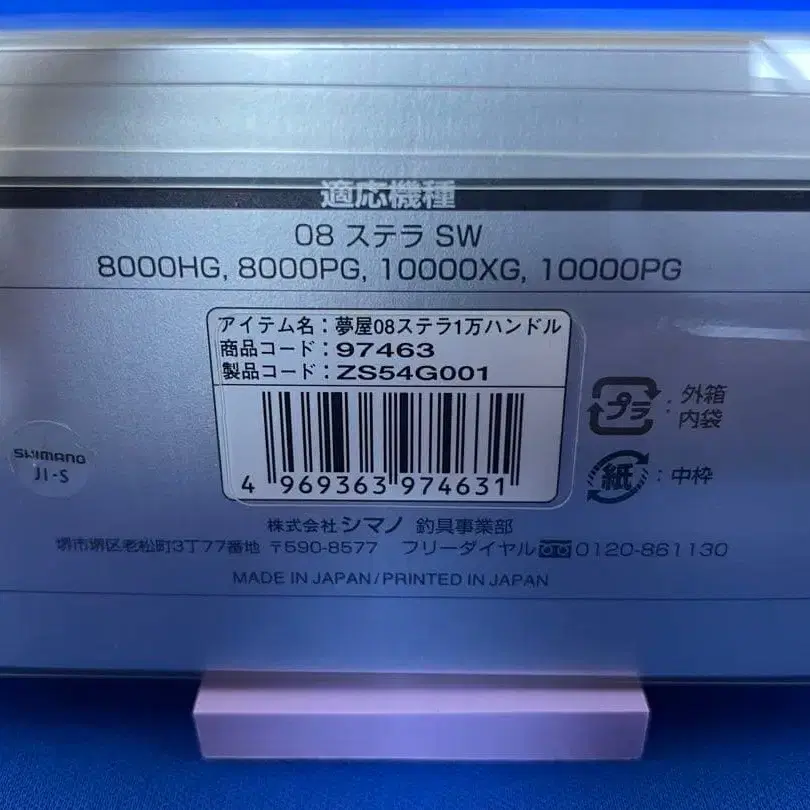 適応機種
08 ステラ SW
8000HG, 8000PG, 10000XG, 10000PG
アイテム名：夢屋08ステラ1万ハンドル
商品コード：97463
製品コード：ZS54G001
4 969363 974631
プラ：外箱
内袋
紙：中枠
SHIMANO
JI-S
株式会社シマノ 釣具事業部
堺市堺区老松町3丁77番地 〒590-8577 フリーダイヤル 0120-861130
MADE IN JAPAN/PRINTED IN JAPAN